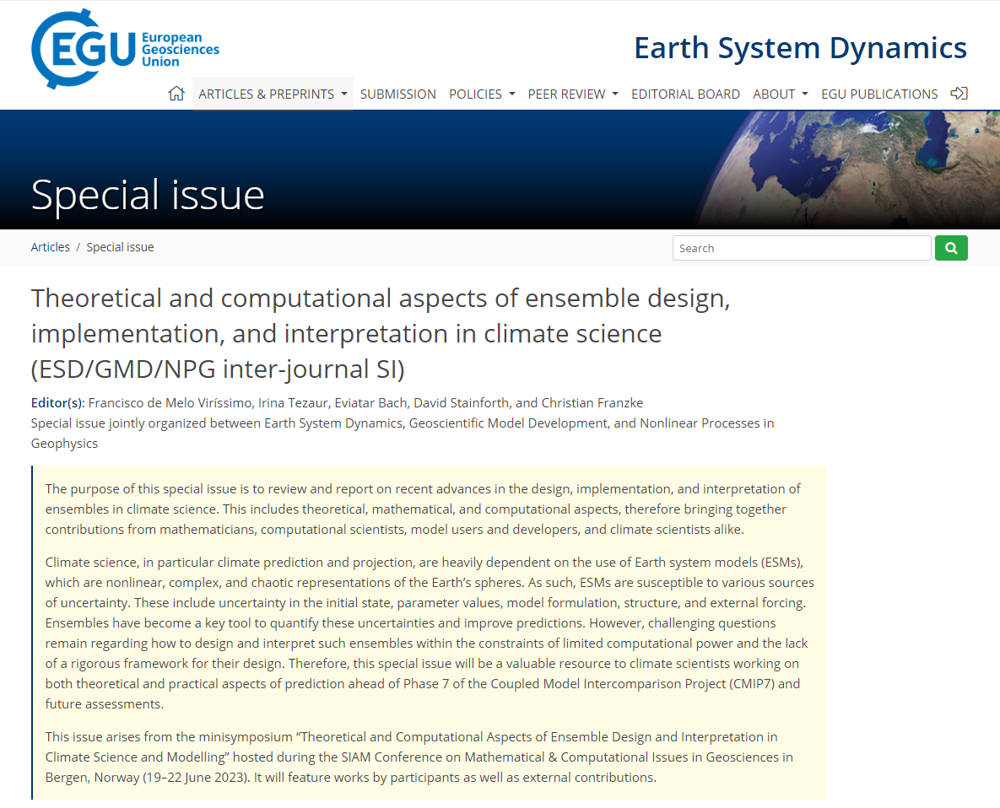 EGU European
Geosciences
Union
Earth System Dynamics
ARTICLES & PREPRINTS SUBMISSION POLICIES PEER REVIEW EDITORIAL BOARD ABOUT EGU PUBLICATIONS
Special issue
Articles / Special issue
Search
Theoretical and computational aspects of ensemble design,
implementation, and interpretation in climate science
(ESD/GMD/NPG inter-journal SI)
Editor(s): Francisco de Melo Viríssimo, Irina Tezaur, Eviatar Bach, David Stainforth, and Christian Franzke
Special issue jointly organized between Earth System Dynamics, Geoscientific Model Development, and Nonlinear Processes in
Geophysics
The purpose of this special issue is to review and report on recent advances in the design, implementation, and interpretation of
ensembles in climate science. This includes theoretical, mathematical, and computational aspects, therefore bringing together
contributions from mathematicians, computational scientists, model users and developers, and climate scientists alike.
Climate science, in particular climate prediction and projection, are heavily dependent on the use of Earth system models (ESMs),
which are nonlinear, complex, and chaotic representations of the Earth’s spheres. As such, ESMs are susceptible to various sources
of uncertainty. These include uncertainty in the initial state, parameter values, model formulation, structure, and external forcing.
Ensembles have become a key tool to quantify these uncertainties and improve predictions. However, challenging questions
remain regarding how to design and interpret such ensembles within the constraints of limited computational power and the lack
of a rigorous framework for their design. Therefore, this special issue will be a valuable resource to climate scientists working on
both theoretical and practical aspects of prediction ahead of Phase 7 of the Coupled Model Intercomparison Project (CMIP7) and
future assessments.
This issue arises from the minisymposium “Theoretical and Computational Aspects of Ensemble Design and Interpretation in
Climate Science and Modelling” hosted during the SIAM Conference on Mathematical & Computational Issues in Geosciences in
Bergen, Norway (19–22 June 2023). It will feature works by participants as well as external contributions.